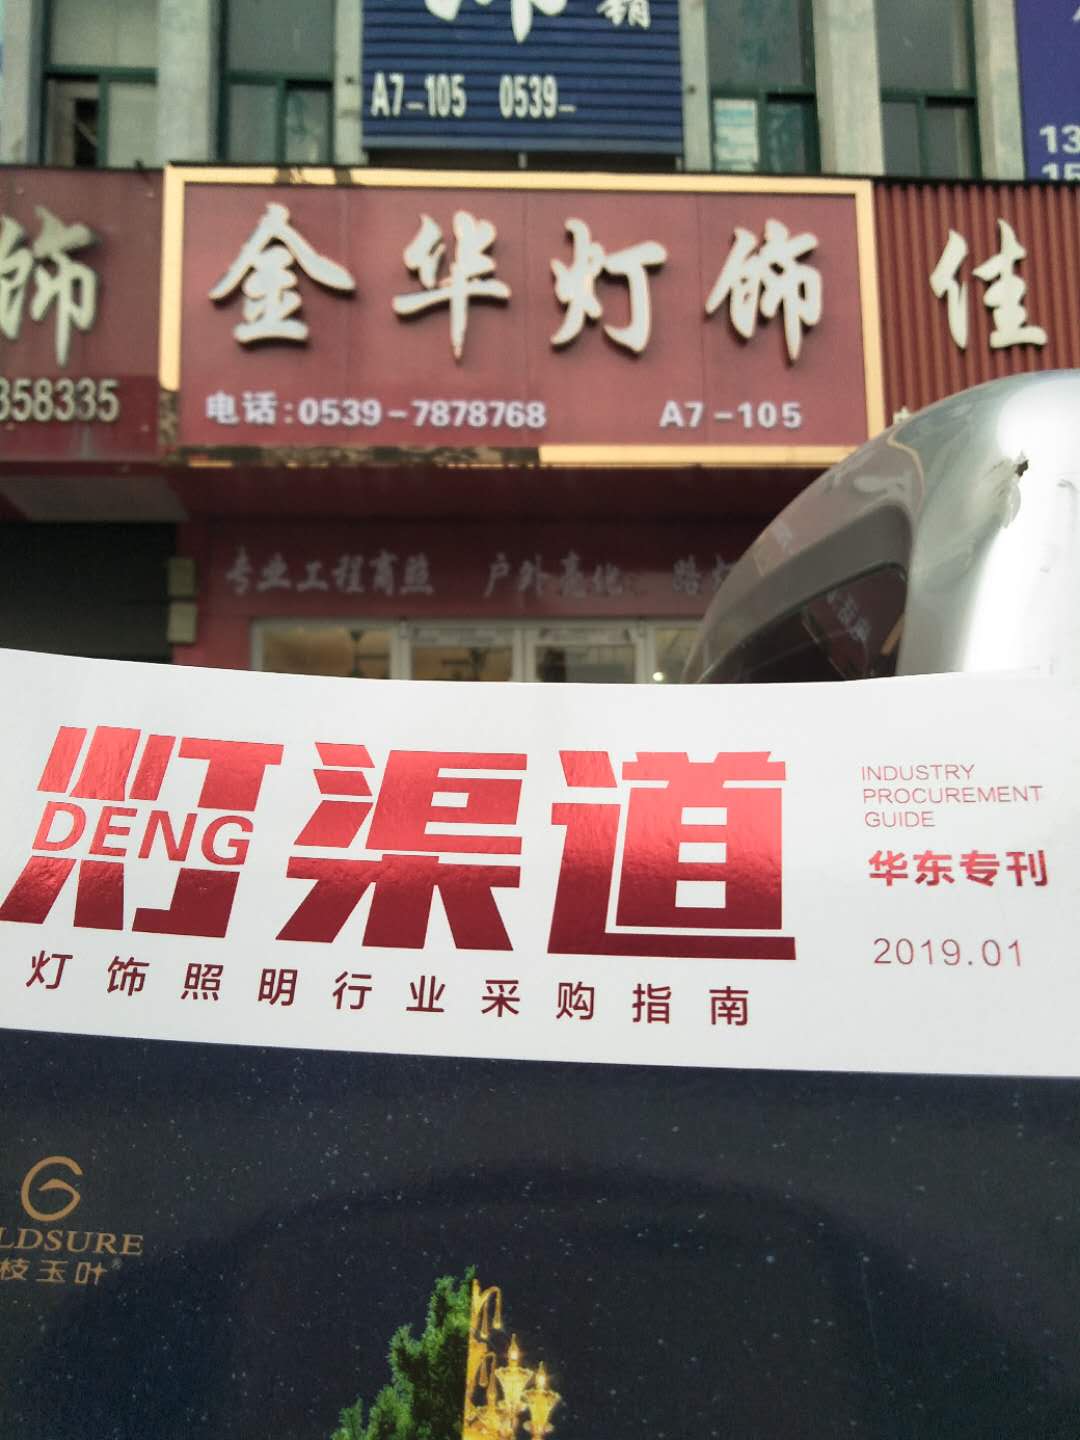 A7-105 0539-
13
15
饰
金华灯饰
佳
358335
电话:0539-7878768 A7-105
专业工程商照 户外亮化
灯渠道
DENG
INDUSTRY
PROCUREMENT
GUIDE
华东专刊
2019.01
灯饰照明行业采购指南
LDSURE
枝玉叶